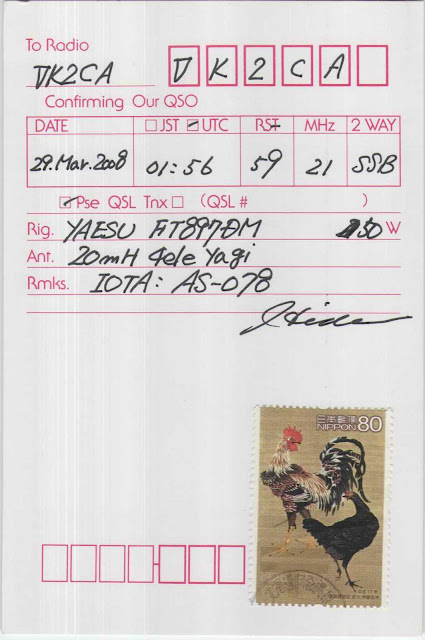 To Radio
VK2CA V K 2 C A
Confirming Our QSO
DATE □ JST ☑ UTC RST MHz 2 WAY
29.Mar.2008 01:56 59 21 SSB
☑ Pse QSL Tnx □ (QSL # )
Rig. YAESU FT897DM 50 W
Ant. 20mH 4ele Yagi
Rmks. IOTA: AS-078
日本郵便
NIPPON 80